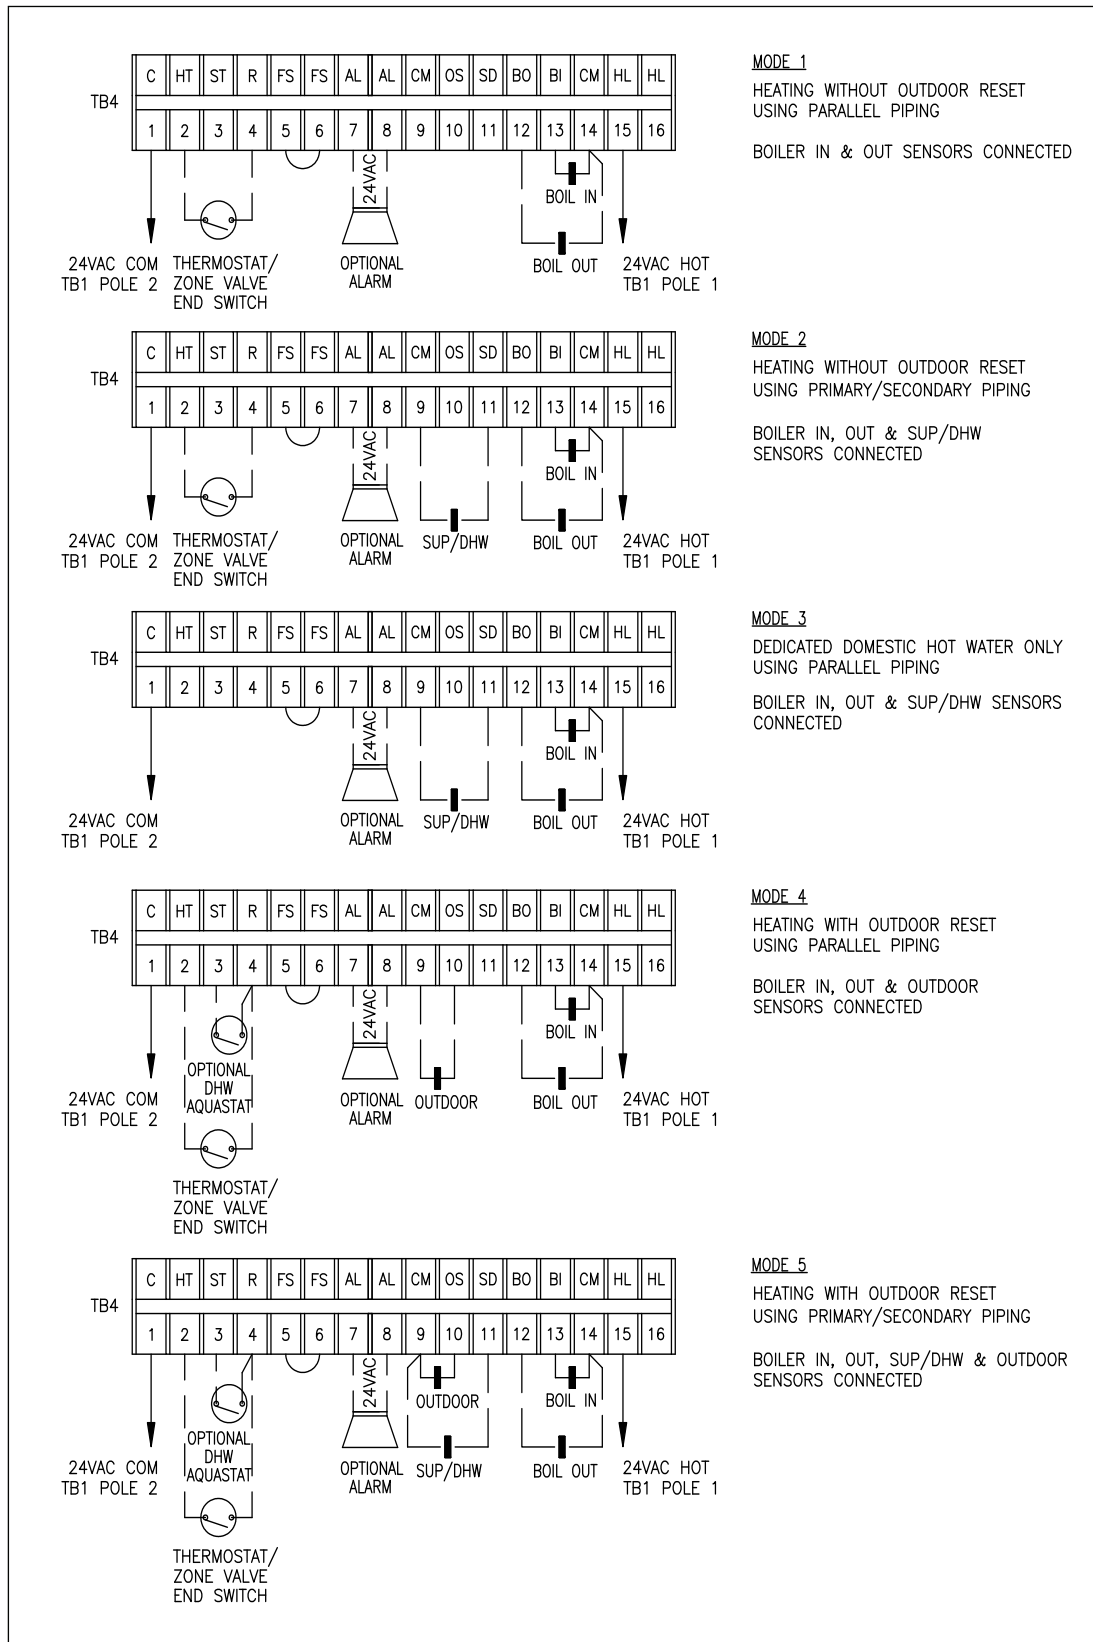 C HT ST R FS FS AL AL CM OS SD BO BI CM HL HL
TB4
1 2 3 4 5 6 7 8 9 10 11 12 13 14 15 16
24VAC
BOIL IN
24VAC COM
TB1 POLE 2
THERMOSTAT/
ZONE VALVE
END SWITCH
OPTIONAL
ALARM
BOIL OUT
24VAC HOT
TB1 POLE 1
MODE 1
HEATING WITHOUT OUTDOOR RESET
USING PARALLEL PIPING
BOILER IN & OUT SENSORS CONNECTED
C HT ST R FS FS AL AL CM OS SD BO BI CM HL HL
TB4
1 2 3 4 5 6 7 8 9 10 11 12 13 14 15 16
24VAC
BOIL IN
24VAC COM
TB1 POLE 2
THERMOSTAT/
ZONE VALVE
END SWITCH
OPTIONAL
ALARM
SUP/DHW
BOIL OUT
24VAC HOT
TB1 POLE 1
MODE 2
HEATING WITHOUT OUTDOOR RESET
USING PRIMARY/SECONDARY PIPING
BOILER IN, OUT & SUP/DHW
SENSORS CONNECTED
C HT ST R FS FS AL AL CM OS SD BO BI CM HL HL
TB4
1 2 3 4 5 6 7 8 9 10 11 12 13 14 15 16
24VAC
BOIL IN
24VAC COM
TB1 POLE 2
OPTIONAL
ALARM
SUP/DHW
BOIL OUT
24VAC HOT
TB1 POLE 1
MODE 3
DEDICATED DOMESTIC HOT WATER ONLY
USING PARALLEL PIPING
BOILER IN, OUT & SUP/DHW SENSORS
CONNECTED
C HT ST R FS FS AL AL CM OS SD BO BI CM HL HL
TB4
1 2 3 4 5 6 7 8 9 10 11 12 13 14 15 16
24VAC
BOIL IN
24VAC COM
TB1 POLE 2
OPTIONAL
DHW
AQUASTAT
THERMOSTAT/
ZONE VALVE
END SWITCH
OPTIONAL
ALARM
OUTDOOR
BOIL OUT
24VAC HOT
TB1 POLE 1
MODE 4
HEATING WITH OUTDOOR RESET
USING PARALLEL PIPING
BOILER IN, OUT & OUTDOOR
SENSORS CONNECTED
C HT ST R FS FS AL AL CM OS SD BO BI CM HL HL
TB4
1 2 3 4 5 6 7 8 9 10 11 12 13 14 15 16
24VAC
OUTDOOR
BOIL IN
24VAC COM
TB1 POLE 2
OPTIONAL
DHW
AQUASTAT
THERMOSTAT/
ZONE VALVE
END SWITCH
OPTIONAL
ALARM
SUP/DHW
BOIL OUT
24VAC HOT
TB1 POLE 1
MODE 5
HEATING WITH OUTDOOR RESET
USING PRIMARY/SECONDARY PIPING
BOILER IN, OUT, SUP/DHW & OUTDOOR
SENSORS CONNECTED